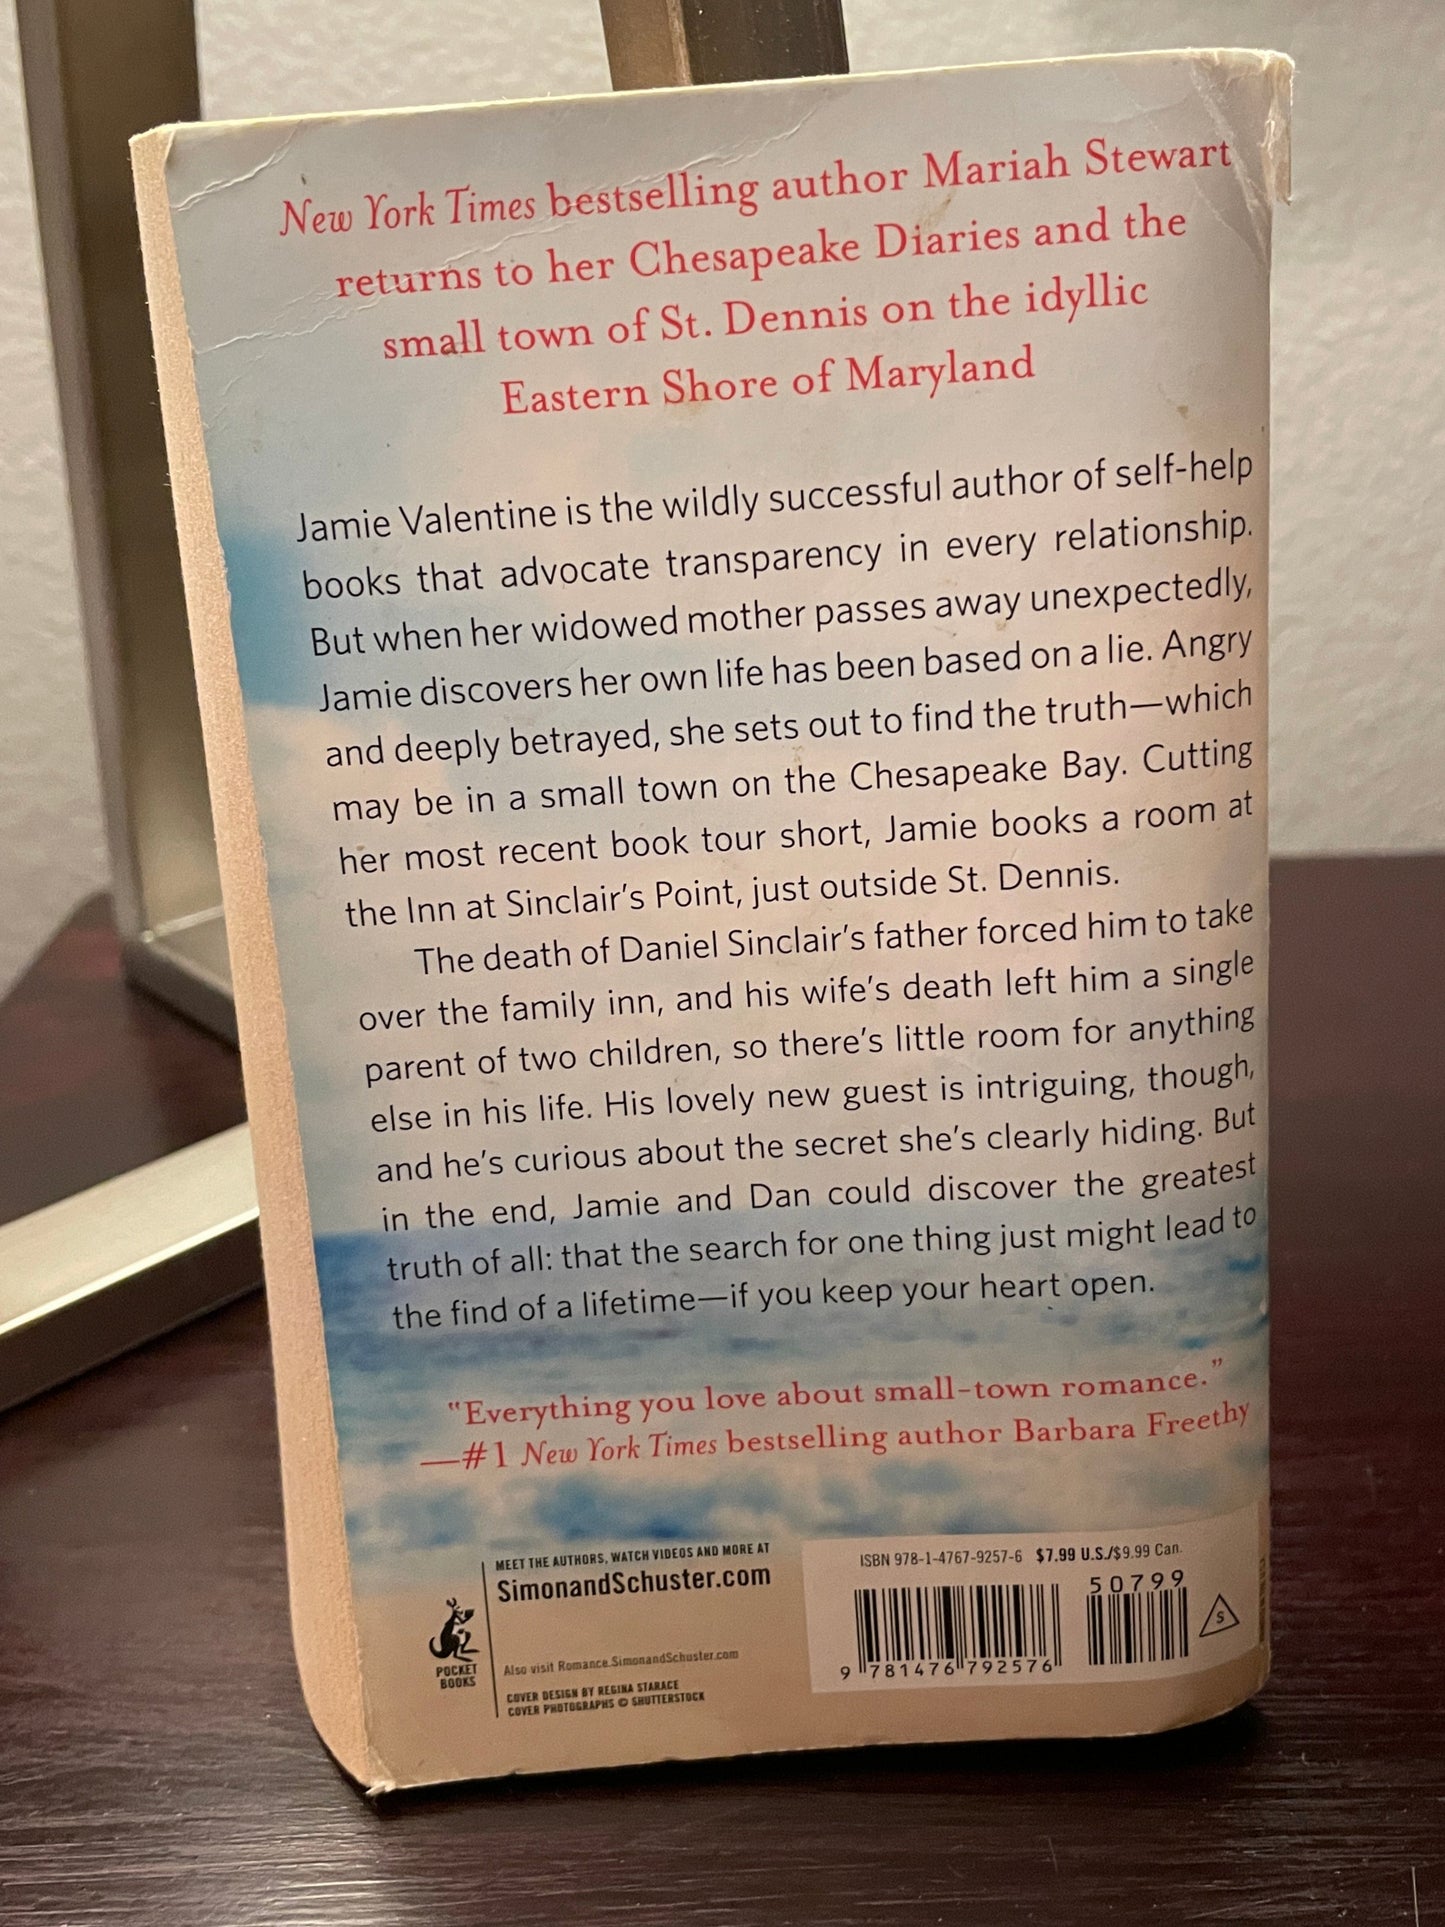 New York Times bestselling author Mariah Stewart
returns to her Chesapeake Diaries and the
small town of St. Dennis on the idyllic
Eastern Shore of Maryland
Jamie Valentine is the wildly successful author of self-help
books that advocate transparency in every relationship.
But when her widowed mother passes away unexpectedly,
Jamie discovers her own life has been based on a lie. Angry
and deeply betrayed, she sets out to find the truth—which
may be in a small town on the Chesapeake Bay. Cutting
her most recent book tour short, Jamie books a room at
the Inn at Sinclair's Point, just outside St. Dennis.
The death of Daniel Sinclair's father forced him to take
over the family inn, and his wife's death left him a single
parent of two children, so there's little room for anything
else in his life. His lovely new guest is intriguing, though,
and he's curious about the secret she's clearly hiding. But
in the end, Jamie and Dan could discover the greatest
truth of all: that the search for one thing just might lead to
the find of a lifetime—if you keep your heart open.
"Everything you love about small-town romance."
—#1 New York Times bestselling author Barbara Freethy
MEET THE AUTHORS, WATCH VIDEOS AND MORE AT
SimonandSchuster.com
POCKET
BOOKS
Also visit Romance.SimonandSchuster.com
COVER DESIGN BY REGINA STARACE
COVER PHOTOGRAPHS © SHUTTERSTOCK
ISBN 978-1-4767-9257-6 $7.99 U.S./$9.99 Can.
50799
S
9 781476 792576